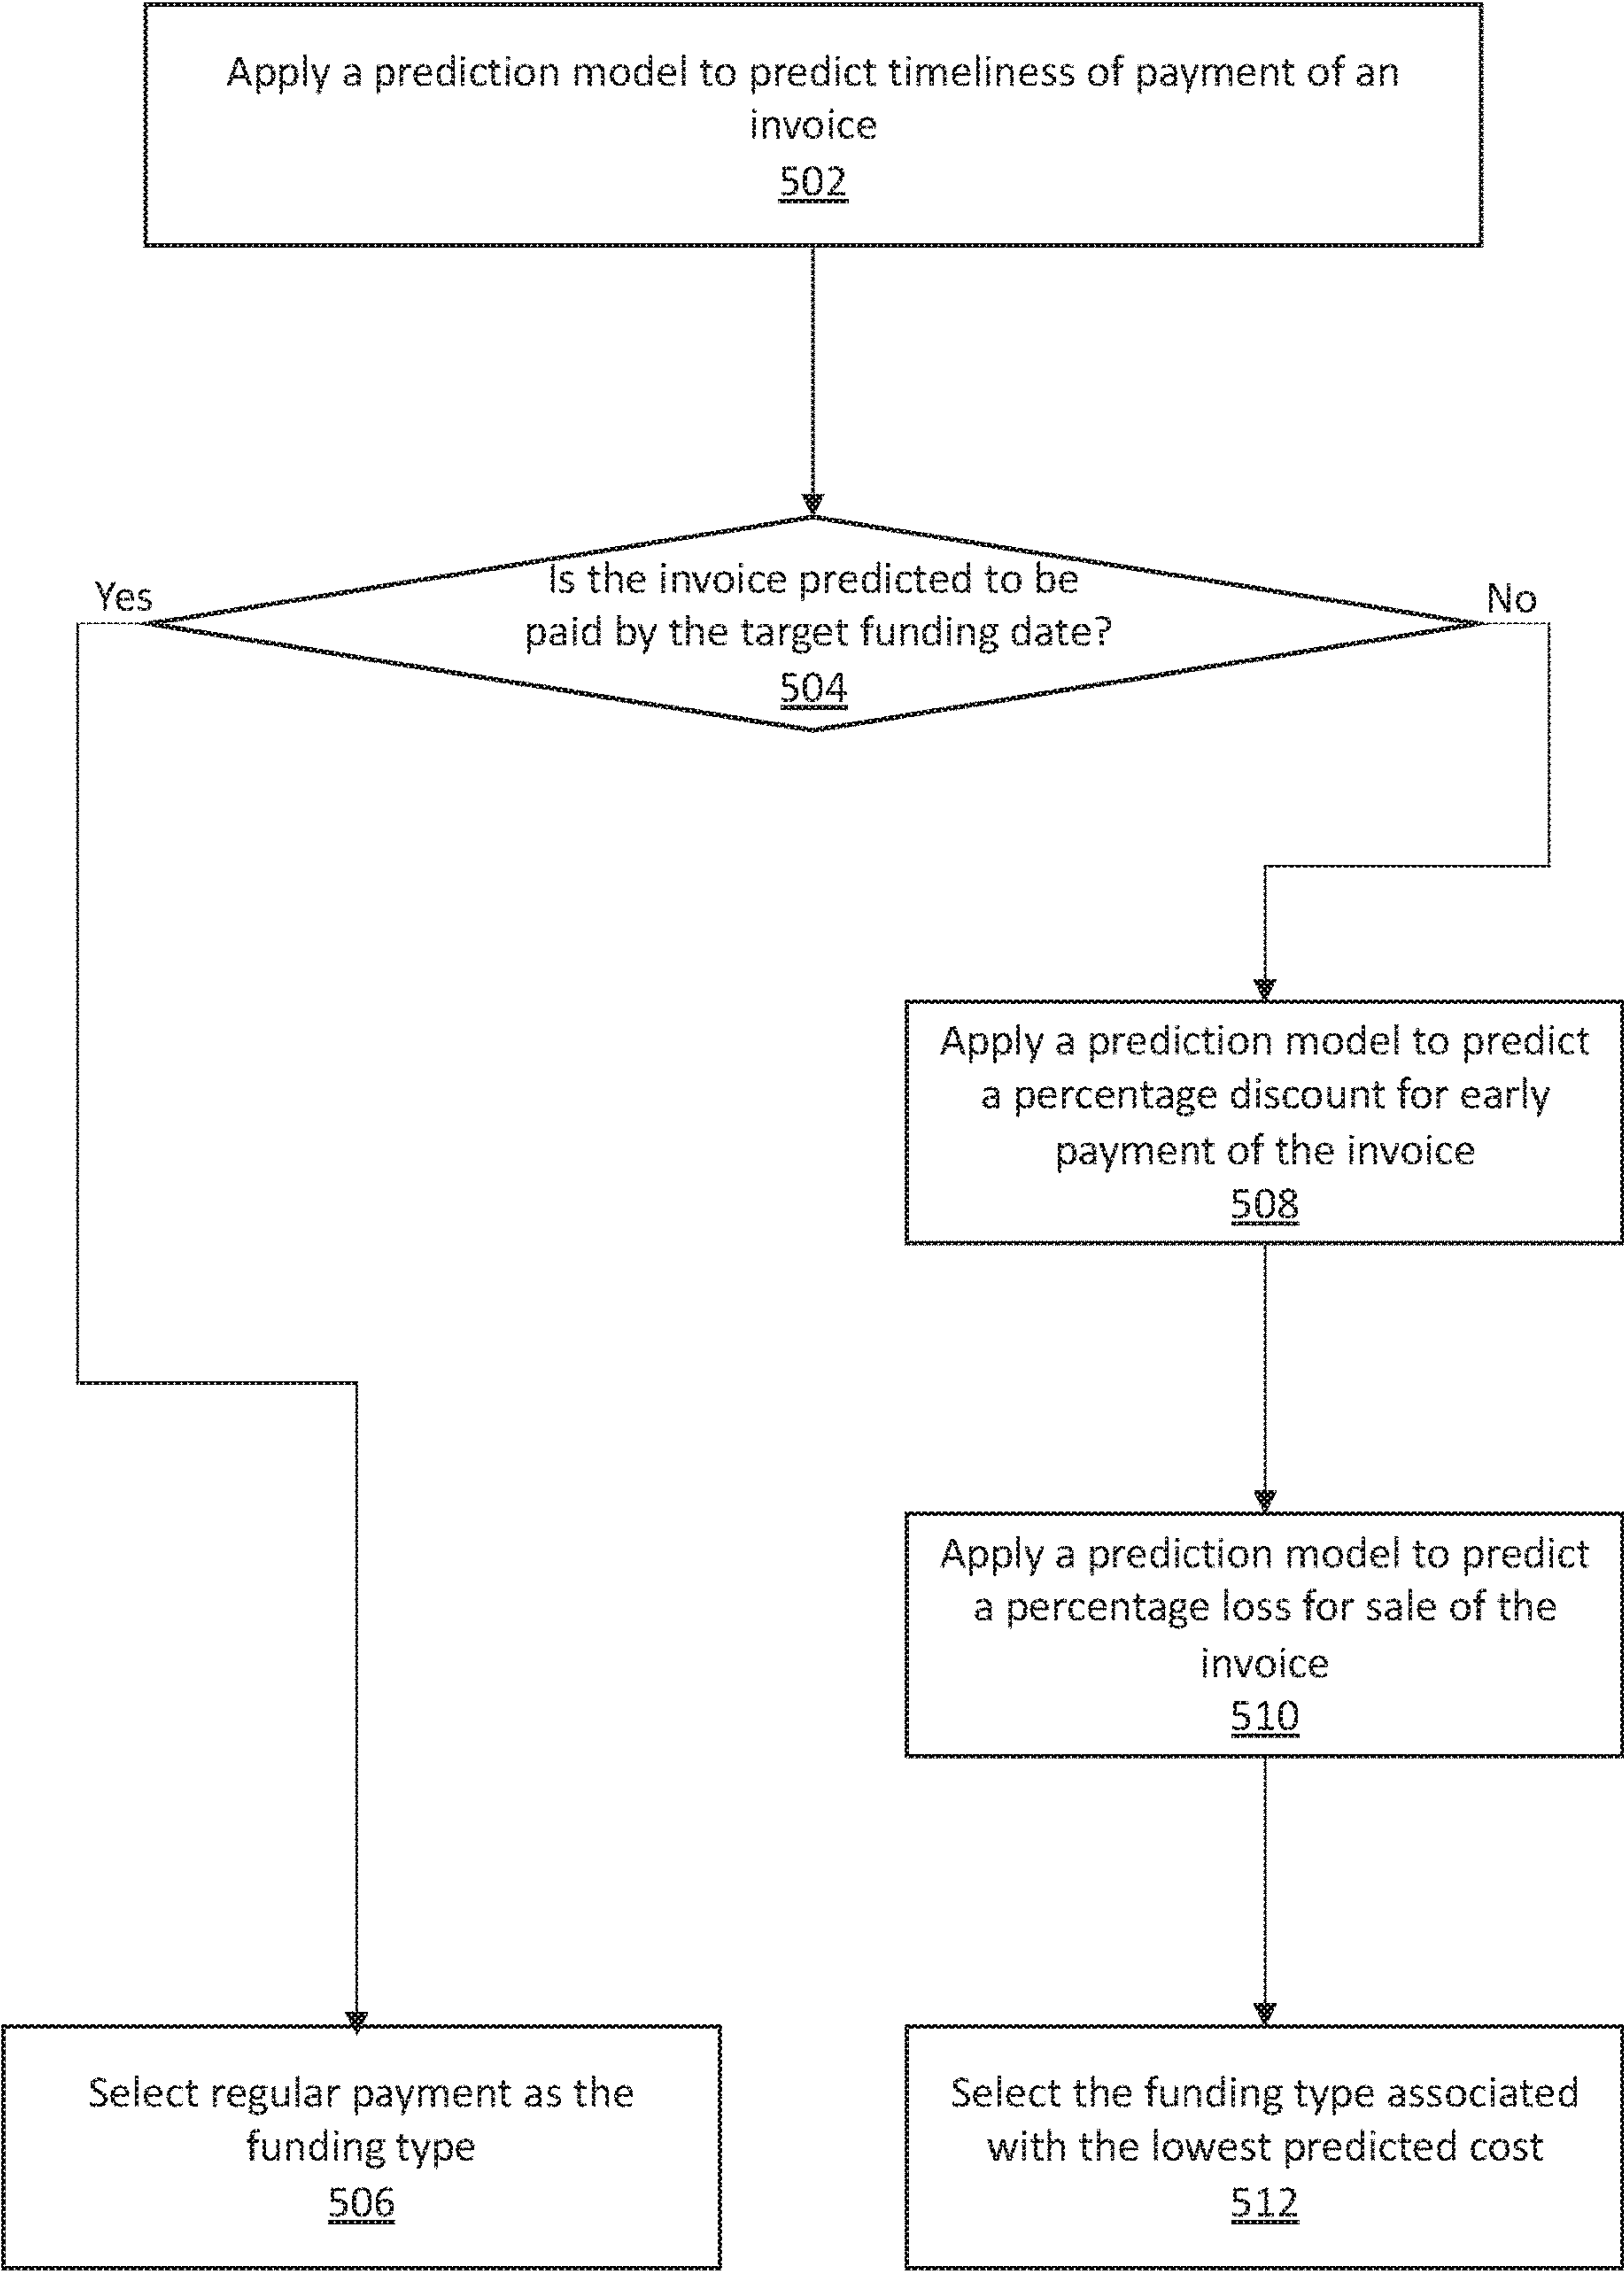 Apply a prediction model to predict timeliness of payment of an
invoice
502
Is the invoice predicted to be
paid by the target funding date?
504
Yes
No
Apply a prediction model to predict
a percentage discount for early
payment of the invoice
508
Apply a prediction model to predict
a percentage loss for sale of the
invoice
510
Select regular payment as the
funding type
506
Select the funding type associated
with the lowest predicted cost
512